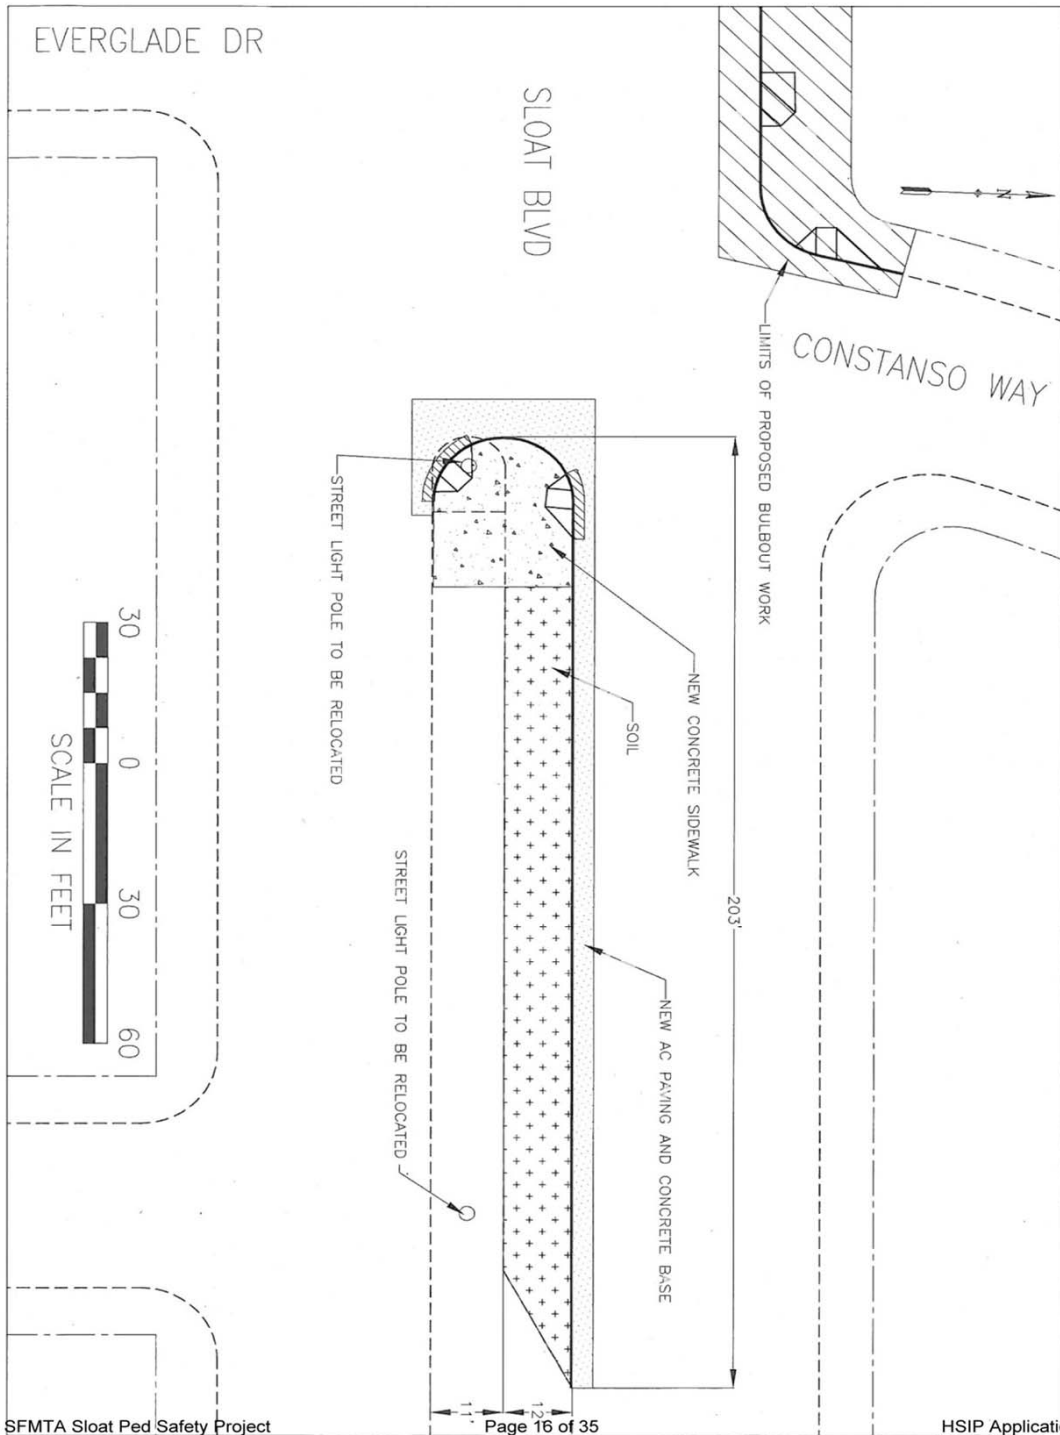 EVERGLADE DR
SLOAT BLVD
N
CONSTANSO WAY
LIMITS OF PROPOSED BULBOUT WORK
STREET LIGHT POLE TO BE RELOCATED
NEW CONCRETE SIDEWALK
SOIL
203'
STREET LIGHT POLE TO BE RELOCATED
NEW AC PAVING AND CONCRETE BASE
30 0 30 60
SCALE IN FEET
11'
12'
SFMTA Sloat Ped Safety Project
Page 16 of 35
HSIP Applicati